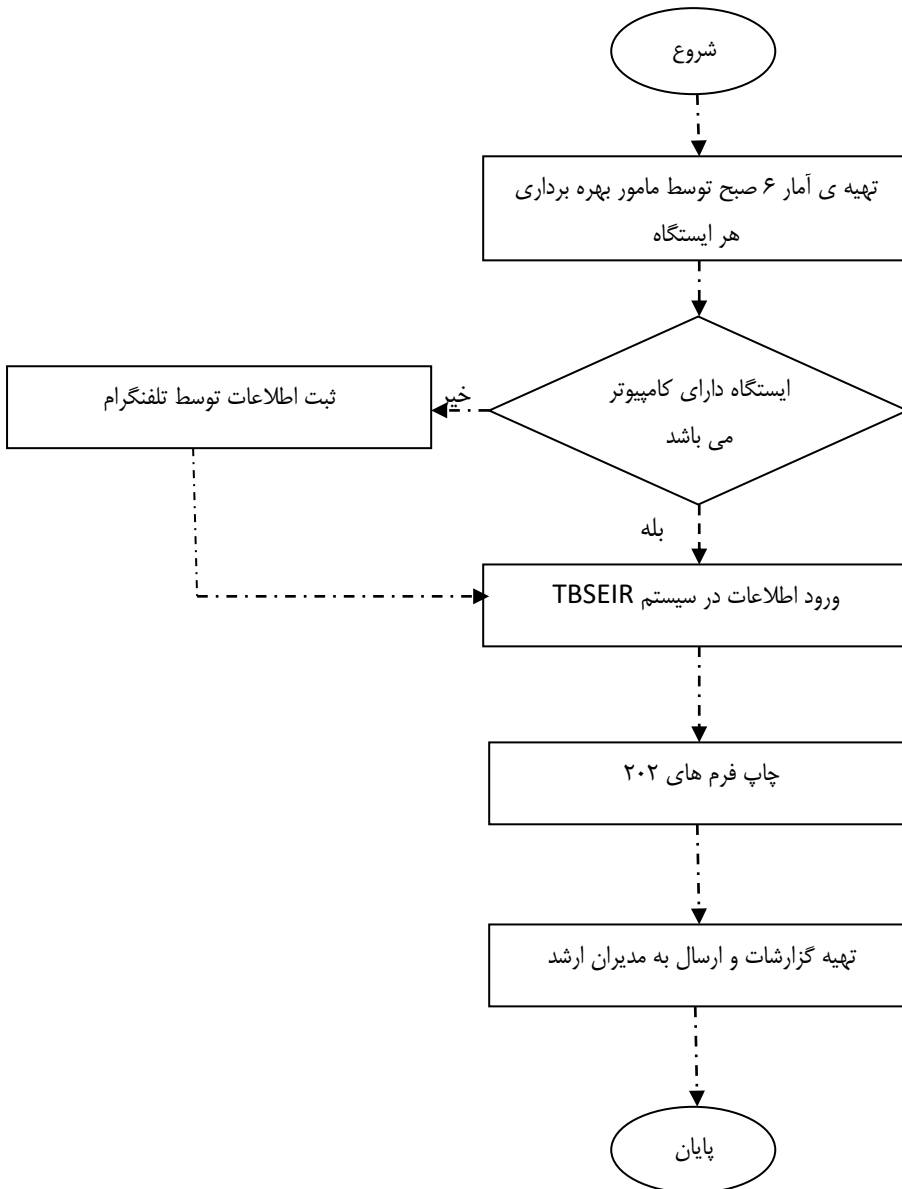 شروع
تهیه ی آمار ۶ صبح توسط مامور بهره برداری
هر ایستگاه
ایستگاه دارای کامپیوتر
می باشد
خیر
ثبت اطلاعات توسط تلفنگرام
بله
ورود اطلاعات در سیستم TBSEIR
چاپ فرم های ۲۰۲
تهیه گزارشات و ارسال به مدیران ارشد
پایان